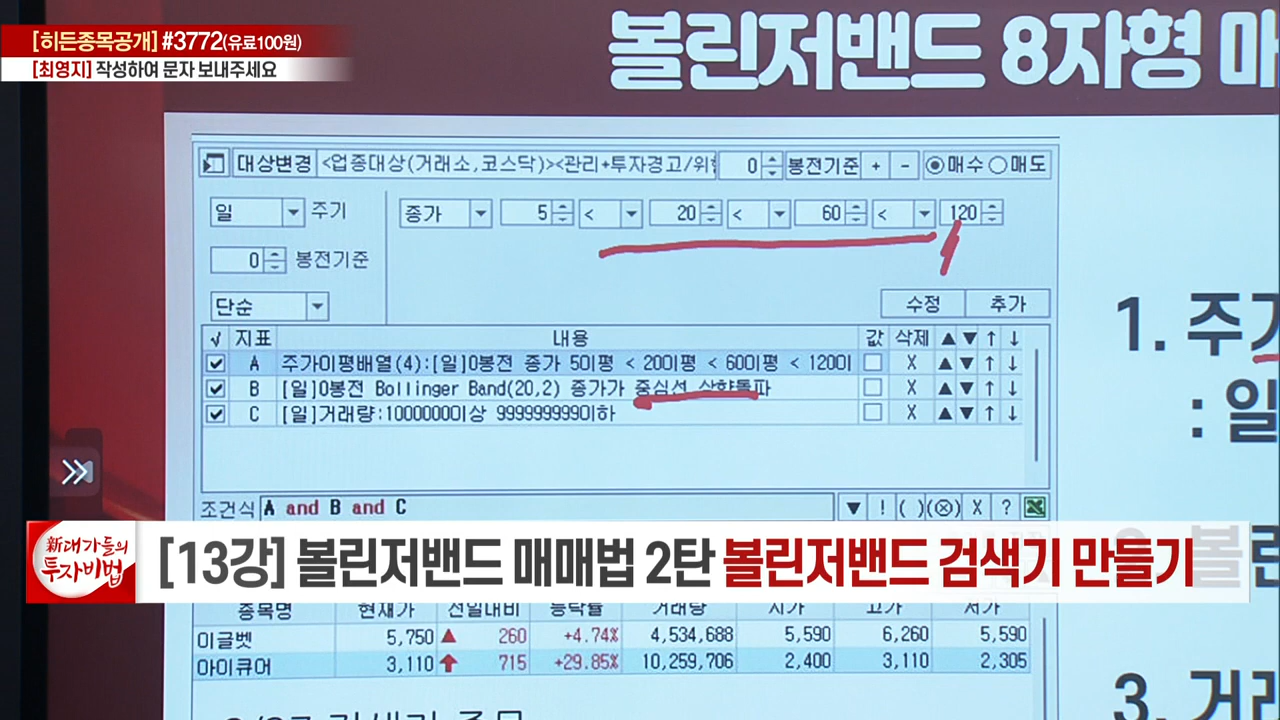 [히든종목공개] #3772(유료100원)
[최영지] 작성하여 문자 보내주세요
볼린저밴드 8자형 매
대상변경 <업종대상(거래소,코스닥)><관리+투자경고/위험 0 봉전기준 + - 매수 매도
일 주기 종가 5 < 20 < 60 < 120
0 봉전기준
단순 수정 추가
√ 지표 내용 값 삭제 ▲ ▼ ↑ ↓
A 주가이평배열(4):[일]0봉전 종가 5이평 < 20이평 < 60이평 < 120이 X ▲ ▼ ↑ ↓
B [일]0봉전 Bollinger Band(20,2) 종가가 중심선 상향돌파 X ▲ ▼ ↑ ↓
C [일]거래량:1000000이상 999999999이하 X ▲ ▼ ↑ ↓
조건식 A and B and C ▼ ! ( ) (⊗) X ?
1. 주기
: 일
볼린
3. 거래
新 대가들의
투자비법
[13강] 볼린저밴드 매매법 2탄 볼린저밴드 검색기 만들기
종목명 현재가 전일대비 등락률 거래량 시가 고가 저가
이글벳 5,750 ▲ 260 +4.74% 4,534,688 5,590 6,260 5,590
아이큐어 3,110 ↑ 715 +29.85% 10,259,706 2,400 3,110 2,305